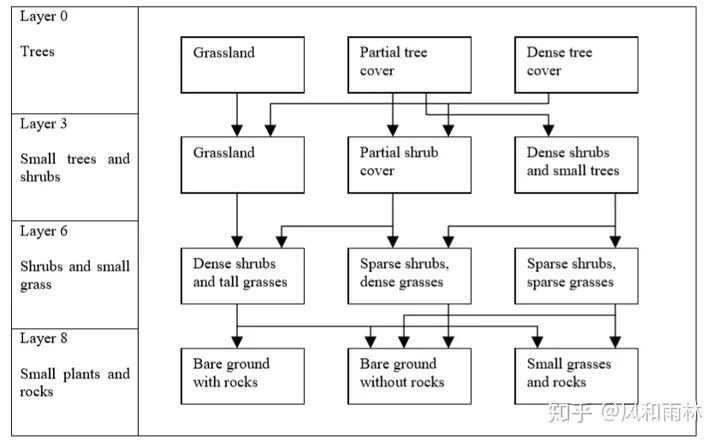 Layer 0
Trees
Grassland
Partial tree
cover
Dense tree
cover
Layer 3
Small trees and
shrubs
Grassland
Partial shrub
cover
Dense shrubs
and small trees
Layer 6
Shrubs and small
grass
Dense shrubs
and tall grasses
Sparse shrubs,
dense grasses
Sparse shrubs,
sparse grasses
Layer 8
Small plants and
rocks
Bare ground
with rocks
Bare ground
without rocks
Small grasses
and rocks
知乎 @风和雨林